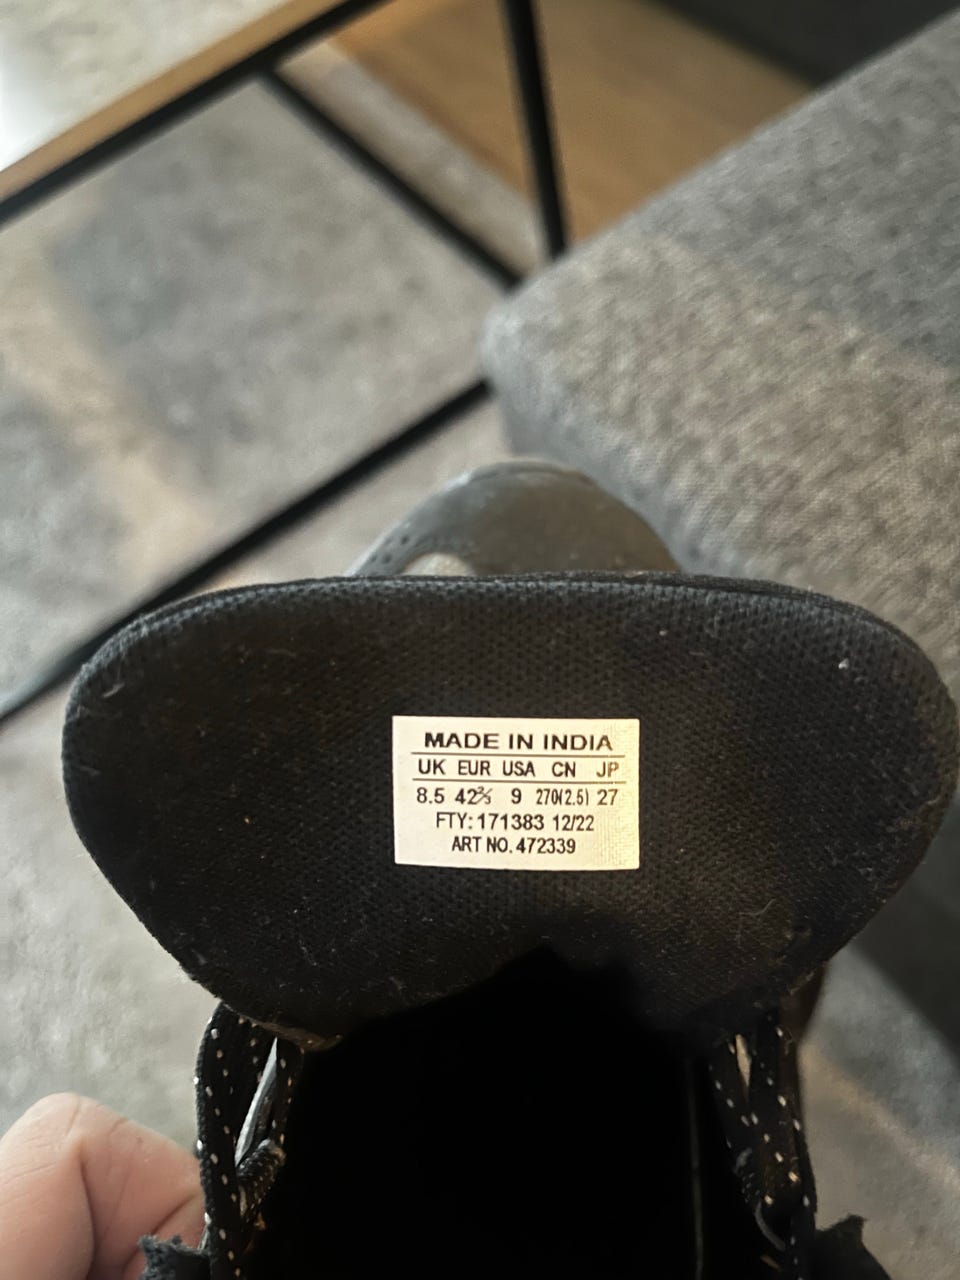 MADE IN INDIA
UK EUR USA CN JP
8.5 42⅔ 9 270(2.5) 27
FTY: 171383 12/22
ART NO. 472339